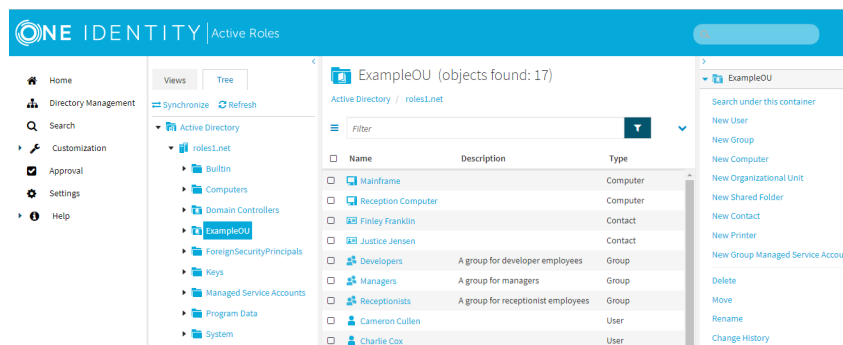 ONE IDENTITY Active Roles
Home
Directory Management
Search
Customization
Approval
Settings
Help
Views Tree
Synchronize Refresh
Active Directory
roles1.net
Builtin
Computers
Domain Controllers
ExampleOU
ForeignSecurityPrincipals
Keys
Managed Service Accounts
Program Data
System
ExampleOU (objects found: 17)
Active Directory / roles1.net
Filter
Name Description Type
Mainframe Computer
Reception Computer Computer
Finley Franklin Contact
Justice Jensen Contact
Developers A group for developer employees Group
Managers A group for managers Group
Receptionists A group for receptionist employees Group
Cameron Cullen User
Charlie Cox User
ExampleOU
Search under this container
New User
New Group
New Computer
New Organizational Unit
New Shared Folder
New Contact
New Printer
New Group Managed Service Accou
Delete
Move
Rename
Change History